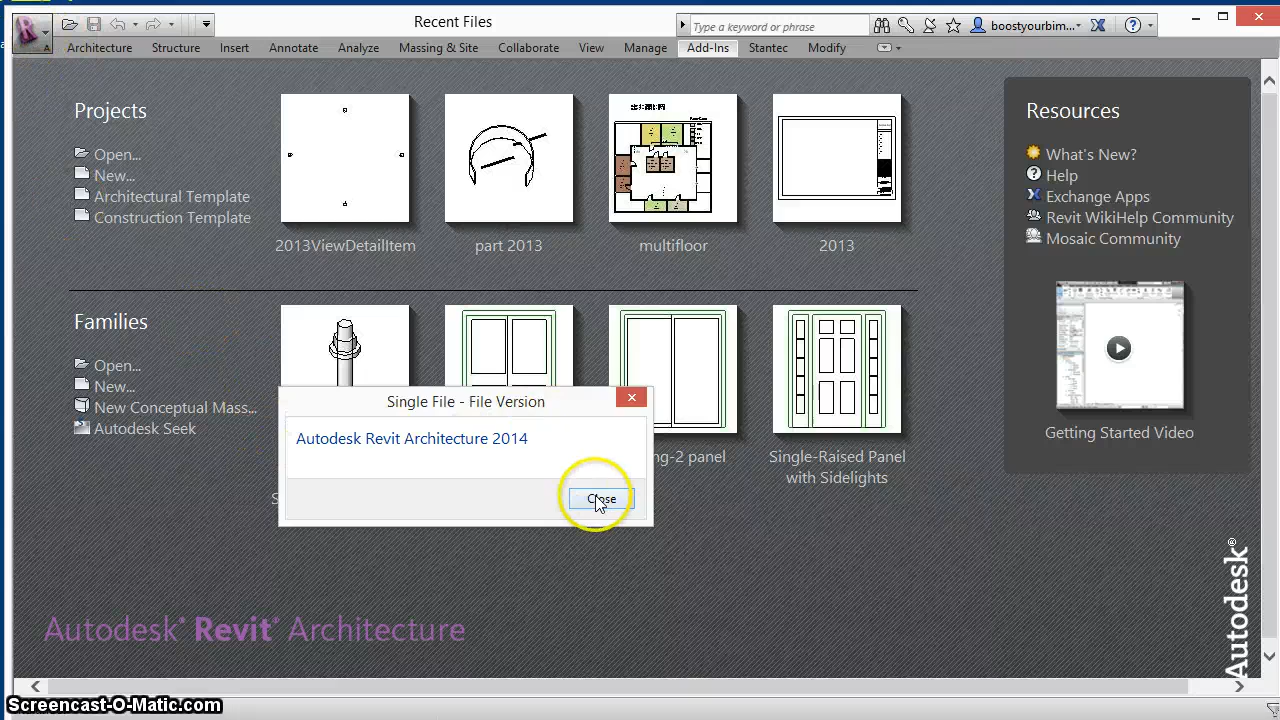 Recent Files
Type a keyword or phrase
boostyourbim...
Architecture Structure Insert Annotate Analyze Massing & Site Collaborate View Manage Add-Ins Stantec Modify
Projects
Open...
New...
Architectural Template
Construction Template
2013ViewDetailItem
part 2013
multifloor
2013
Families
Open...
New...
New Conceptual Mass...
Autodesk Seek
S
ng-2 panel
Single-Raised Panel
with Sidelights
Single File - File Version
Autodesk Revit Architecture 2014
Close
Resources
What's New?
Help
Exchange Apps
Revit WikiHelp Community
Mosaic Community
Getting Started Video
Autodesk® Revit® Architecture
Autodesk®
Screencast-O-Matic.com